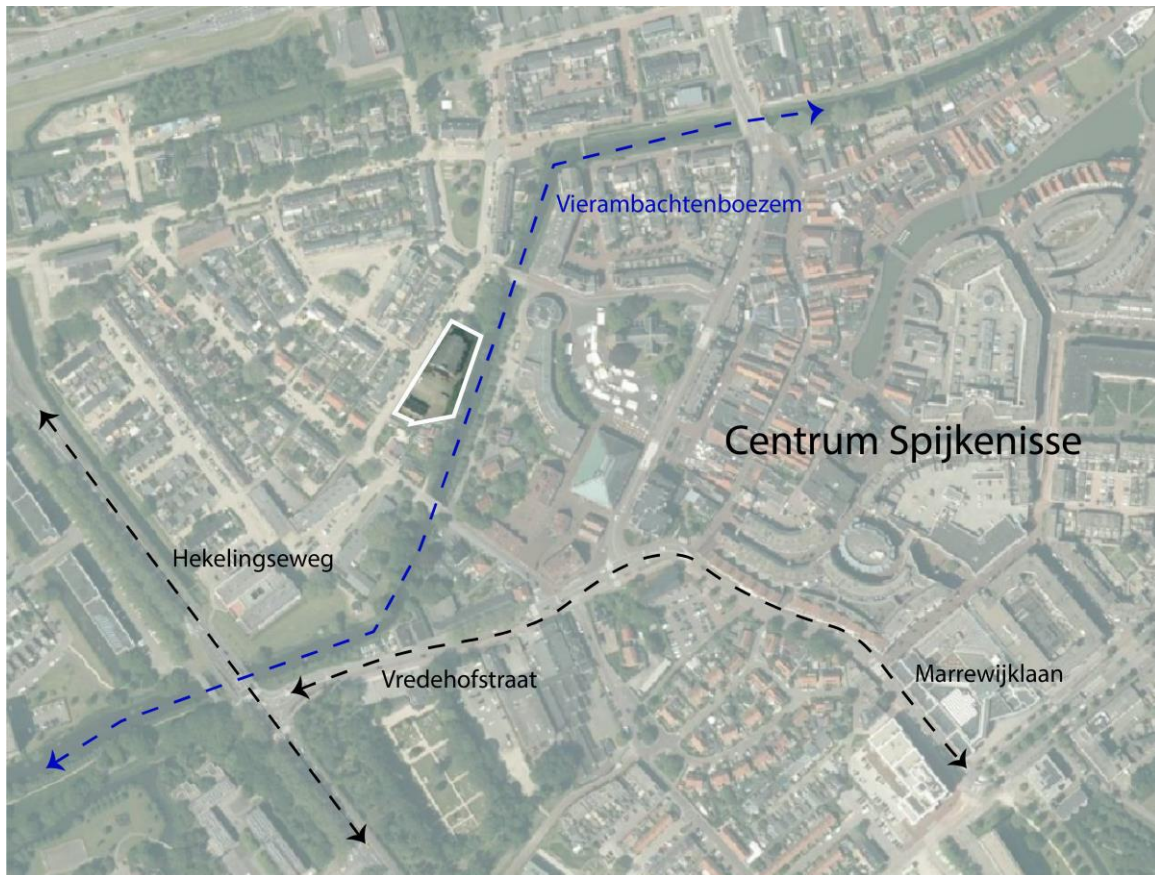 Vierambachtenboezem
Centrum Spijkenisse
Hekelingseweg
Vredehofstraat
Marrewijklaan